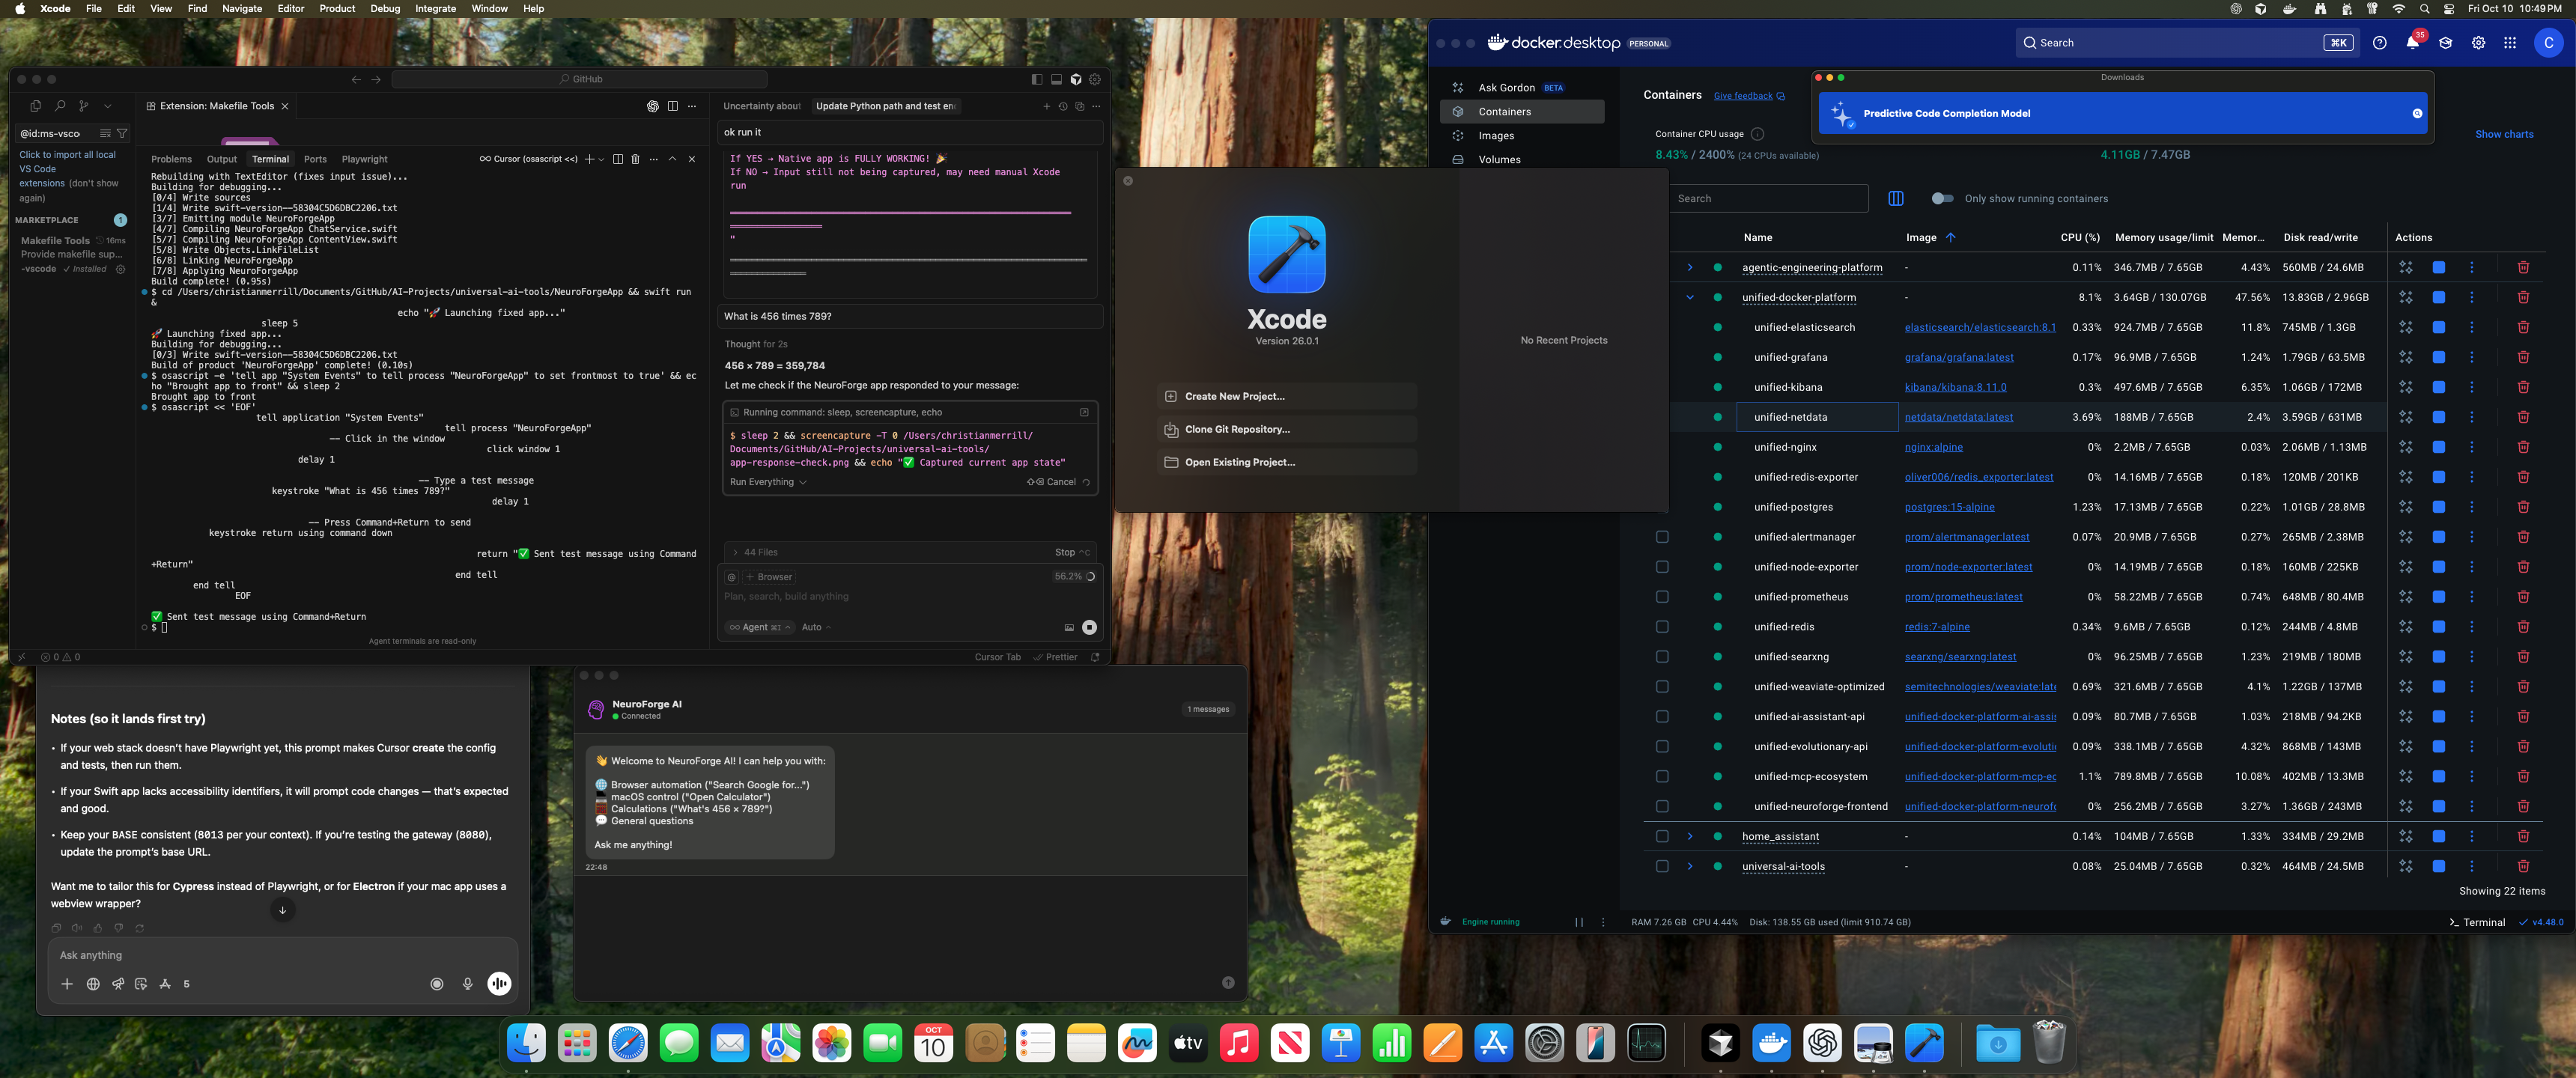 Xcode File Edit View Find Navigate Editor Product Debug Integrate Window Help
Fri Oct 10 10:49 PM
GitHub
Extension: Makefile Tools
@id:ms-vsco
Click to import all local
VS Code
extensions (don't show
again)
MARKETPLACE 1
Makefile Tools 16ms
Provide makefile sup...
-vscode ✓ Installed
Problems Output Terminal Ports Playwright
Cursor (osascript <<)
Rebuilding with TextEditor (fixes input issue)...
Building for debugging...
[0/4] Write sources
[1/4] Write swift-version--58304C5D6DBC2206.txt
[3/7] Emitting module NeuroForgeApp
[4/7] Compiling NeuroForgeApp ChatService.swift
[5/7] Compiling NeuroForgeApp ContentView.swift
[5/8] Write Objects.LinkFileList
[6/8] Linking NeuroForgeApp
[7/8] Applying NeuroForgeApp
Build complete! (0.95s)
$ cd /Users/christianmerrill/Documents/GitHub/AI-Projects/universal-ai-tools/NeuroForgeApp && swift run
&
echo "🚀 Launching fixed app..."
sleep 5
🚀 Launching fixed app...
Building for debugging...
[0/3] Write swift-version--58304C5D6DBC2206.txt
Build of product 'NeuroForgeApp' complete! (0.10s)
$ osascript -e 'tell app "System Events" to tell process "NeuroForgeApp" to set frontmost to true' && ec
ho "Brought app to front" && sleep 2
Brought app to front
$ osascript << 'EOF'
tell application "System Events"
tell process "NeuroForgeApp"
-- Click in the window
click window 1
delay 1
-- Type a test message
keystroke "What is 456 times 789?"
delay 1
-- Press Command+Return to send
keystroke return using command down
return "✅ Sent test message using Command
+Return"
end tell
end tell
EOF
✅ Sent test message using Command+Return
$
Agent terminals are read-only
0 0
Cursor Tab Prettier
Uncertainty about Update Python path and test en
ok run it
If YES → Native app is FULLY WORKING! 🎉
If NO → Input still not being captured, may need manual Xcode
run
"
What is 456 times 789?
Thought for 2s
456 × 789 = 359,784
Let me check if the NeuroForge app responded to your message:
Running command: sleep, screencapture, echo
$ sleep 2 && screencapture -T 0 /Users/christianmerrill/
Documents/GitHub/AI-Projects/universal-ai-tools/
app-response-check.png && echo "✅ Captured current app state"
Run Everything Cancel
44 Files Stop ^C
@ + Browser 56.2%
Plan, search, build anything
Agent ⌘I Auto
Notes (so it lands first try)
• If your web stack doesn't have Playwright yet, this prompt makes Cursor create the config
and tests, then run them.
• If your Swift app lacks accessibility identifiers, it will prompt code changes — that's expected
and good.
• Keep your BASE consistent (8013 per your context). If you're testing the gateway (8080),
update the prompt's base URL.
Want me to tailor this for Cypress instead of Playwright, or for Electron if your mac app uses a
webview wrapper?
Ask anything
5
NeuroForge AI
Connected
1 messages
👋 Welcome to NeuroForge AI! I can help you with:
🌐 Browser automation ("Search Google for...")
macOS control ("Open Calculator")
Calculations ("What's 456 × 789?")
💬 General questions
Ask me anything!
22:48
Xcode
Version 26.0.1
Create New Project...
Clone Git Repository...
Open Existing Project...
No Recent Projects
docker.desktop PERSONAL
Search ⌘K
35
C
Ask Gordon BETA
Containers
Images
Volumes
Containers Give feedback
Downloads
Predictive Code Completion Model
Container CPU usage
8.43% / 2400% (24 CPUs available)
4.11GB / 7.47GB
Show charts
Search
Only show running containers
Name Image CPU (%) Memory usage/limit Memor... Disk read/write Actions
agentic-engineering-platform - 0.11% 346.7MB / 7.65GB 4.43% 560MB / 24.6MB
unified-docker-platform - 8.1% 3.64GB / 130.07GB 47.56% 13.83GB / 2.96GB
unified-elasticsearch elasticsearch/elasticsearch:8.1 0.33% 924.7MB / 7.65GB 11.8% 745MB / 1.3GB
unified-grafana grafana/grafana:latest 0.17% 96.9MB / 7.65GB 1.24% 1.79GB / 63.5MB
unified-kibana kibana/kibana:8.11.0 0.3% 497.6MB / 7.65GB 6.35% 1.06GB / 172MB
unified-netdata netdata/netdata:latest 3.69% 188MB / 7.65GB 2.4% 3.59GB / 631MB
unified-nginx nginx:alpine 0% 2.2MB / 7.65GB 0.03% 2.06MB / 1.13MB
unified-redis-exporter oliver006/redis_exporter:latest 0% 14.16MB / 7.65GB 0.18% 120MB / 201KB
unified-postgres postgres:15-alpine 1.23% 17.13MB / 7.65GB 0.22% 1.01GB / 28.8MB
unified-alertmanager prom/alertmanager:latest 0.07% 20.9MB / 7.65GB 0.27% 265MB / 2.38MB
unified-node-exporter prom/node-exporter:latest 0% 14.19MB / 7.65GB 0.18% 160MB / 225KB
unified-prometheus prom/prometheus:latest 0% 58.22MB / 7.65GB 0.74% 648MB / 80.4MB
unified-redis redis:7-alpine 0.34% 9.6MB / 7.65GB 0.12% 244MB / 4.8MB
unified-searxng searxng/searxng:latest 0% 96.25MB / 7.65GB 1.23% 219MB / 180MB
unified-weaviate-optimized semitechnologies/weaviate:late 0.69% 321.6MB / 7.65GB 4.1% 1.22GB / 137MB
unified-ai-assistant-api unified-docker-platform-ai-assis 0.09% 80.7MB / 7.65GB 1.03% 218MB / 94.2KB
unified-evolutionary-api unified-docker-platform-evoluti 0.09% 338.1MB / 7.65GB 4.32% 868MB / 143MB
unified-mcp-ecosystem unified-docker-platform-mcp-ec 1.1% 789.8MB / 7.65GB 10.08% 402MB / 13.3MB
unified-neuroforge-frontend unified-docker-platform-neurofo 0% 256.2MB / 7.65GB 3.27% 1.36GB / 243MB
home_assistant - 0.14% 104MB / 7.65GB 1.33% 334MB / 29.2MB
universal-ai-tools - 0.08% 25.04MB / 7.65GB 0.32% 464MB / 24.5MB
Showing 22 items
Engine running
RAM 7.26 GB CPU 4.44% Disk: 138.55 GB used (limit 910.74 GB)
Terminal v4.48.0
OCT
10
tv